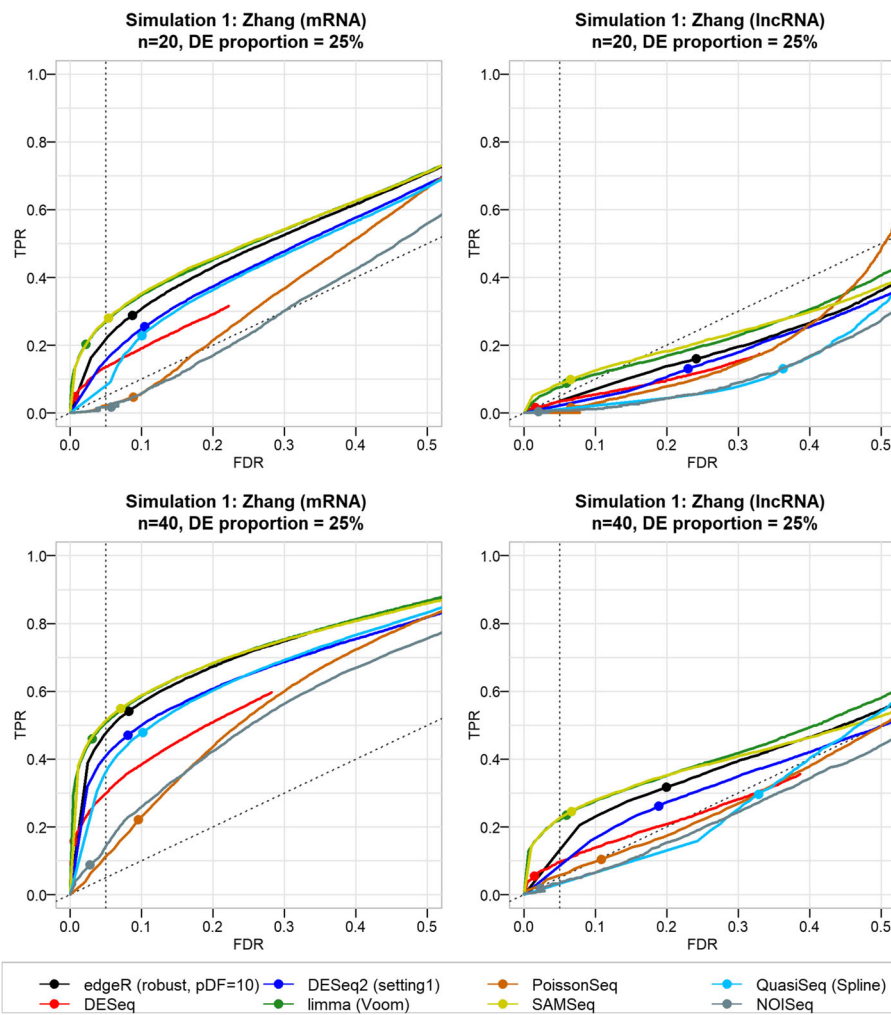 Simulation 1: Zhang (mRNA)
n=20, DE proportion = 25%
1.0
0.8
0.6
0.4
0.2
0.0
TPR
0.0 0.1 0.2 0.3 0.4 0.5
FDR
Simulation 1: Zhang (lncRNA)
n=20, DE proportion = 25%
1.0
0.8
0.6
0.4
0.2
0.0
TPR
0.0 0.1 0.2 0.3 0.4 0.5
FDR
Simulation 1: Zhang (mRNA)
n=40, DE proportion = 25%
1.0
0.8
0.6
0.4
0.2
0.0
TPR
0.0 0.1 0.2 0.3 0.4 0.5
FDR
Simulation 1: Zhang (lncRNA)
n=40, DE proportion = 25%
1.0
0.8
0.6
0.4
0.2
0.0
TPR
0.0 0.1 0.2 0.3 0.4 0.5
FDR
edgeR (robust, pDF=10) DESeq2 (setting1) PoissonSeq QuasiSeq (Spline)
DESeq limma (Voom) SAMSeq NOISeq